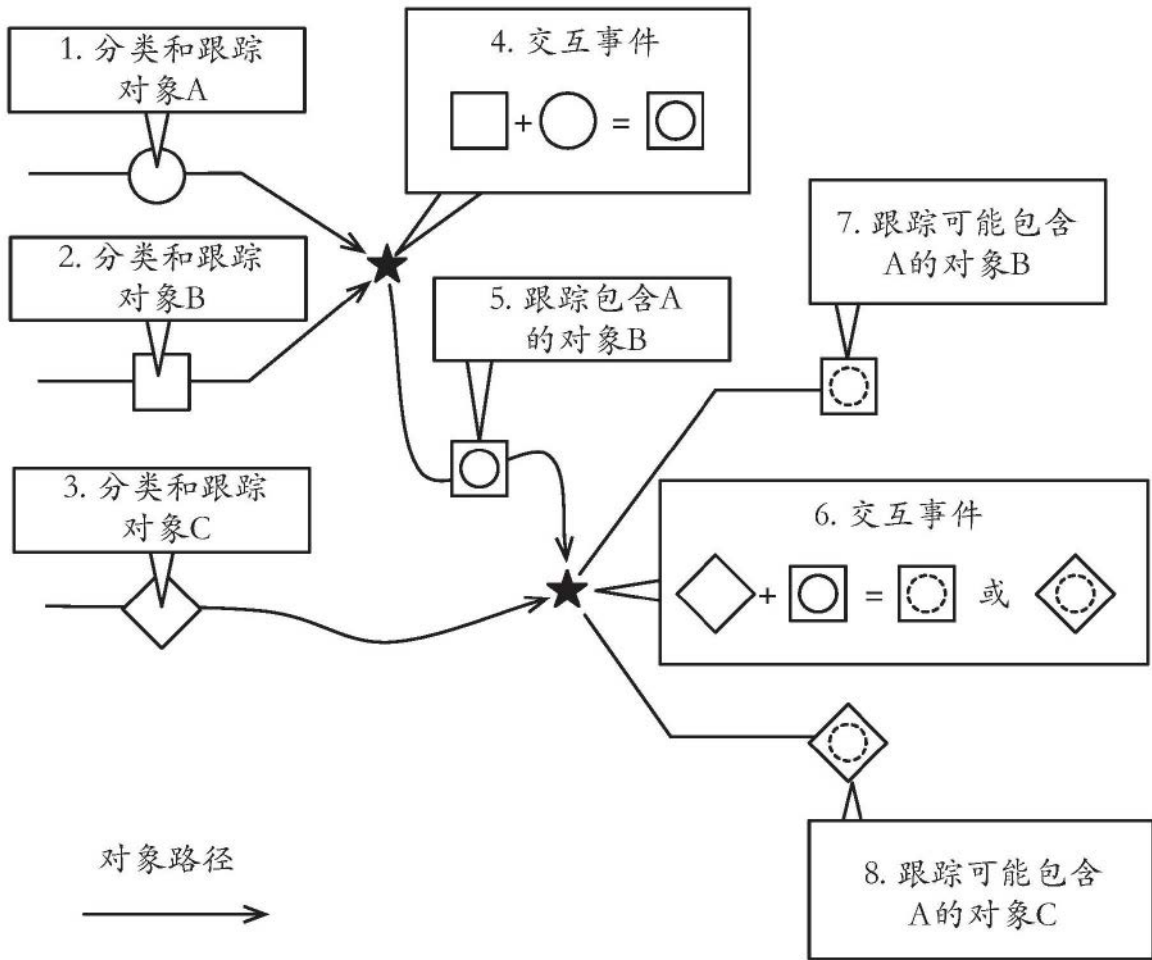 1. 分类和跟踪
对象A
2. 分类和跟踪
对象B
3. 分类和跟踪
对象C
4. 交互事件
+ =
5. 跟踪包含A
的对象B
6. 交互事件
+ = 或
7. 跟踪可能包含
A的对象B
8. 跟踪可能包含
A的对象C
对象路径